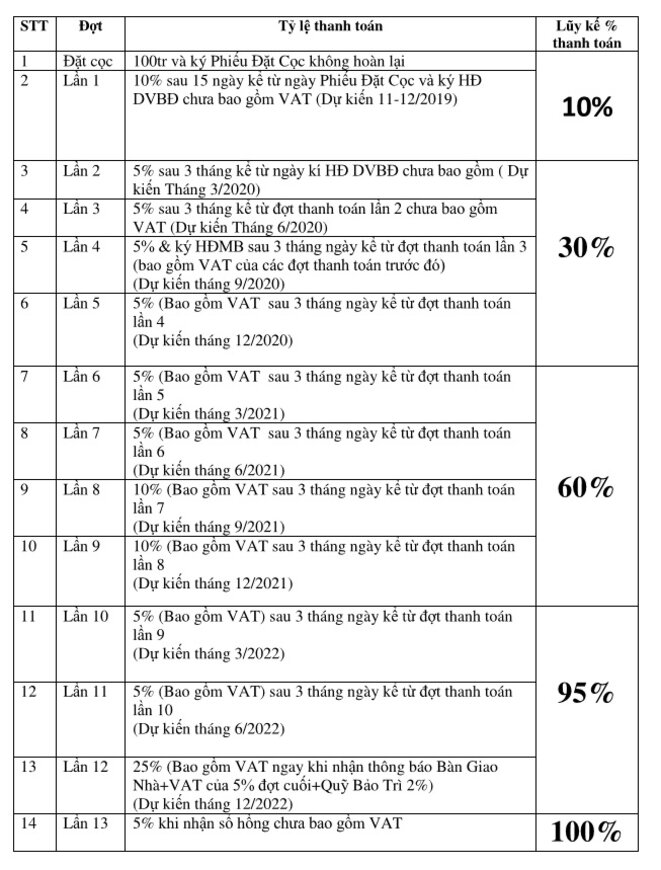 STT Đợt Tỷ lệ thanh toán Lũy kế %
thanh toán
1 Đặt cọc 100tr và ký Phiếu Đặt Cọc không hoàn lại
2 Lần 1 10% sau 15 ngày kể từ ngày Phiếu Đặt Cọc và ký HĐ
DVBĐ chưa bao gồm VAT (Dự kiến 11-12/2019)
10%
3 Lần 2 5% sau 3 tháng kể từ ngày kí HĐ DVBĐ chưa bao gồm ( Dự
kiến Tháng 3/2020)
4 Lần 3 5% sau 3 tháng kể từ đợt thanh toán lần 2 chưa bao gồm
VAT (Dự kiến Tháng 6/2020)
5 Lần 4 5% & ký HĐMB sau 3 tháng ngày kể từ đợt thanh toán lần 3
(bao gồm VAT của các đợt thanh toán trước đó)
(Dự kiến tháng 9/2020)
30%
6 Lần 5 5% (Bao gồm VAT sau 3 tháng ngày kể từ đợt thanh toán
lần 4
(Dự kiến tháng 12/2020)
7 Lần 6 5% (Bao gồm VAT sau 3 tháng ngày kể từ đợt thanh toán
lần 5
(Dự kiến tháng 3/2021)
8 Lần 7 5% (Bao gồm VAT sau 3 tháng ngày kể từ đợt thanh toán
lần 6
(Dự kiến tháng 6/2021)
9 Lần 8 10% (Bao gồm VAT sau 3 tháng ngày kể từ đợt thanh toán
lần 7
(Dự kiến tháng 9/2021)
60%
10 Lần 9 10% (Bao gồm VAT sau 3 tháng ngày kể từ đợt thanh toán
lần 8
(Dự kiến tháng 12/2021)
11 Lần 10 5% (Bao gồm VAT) sau 3 tháng ngày kể từ đợt thanh toán
lần 9
(Dự kiến tháng 3/2022)
12 Lần 11 5% (Bao gồm VAT) sau 3 tháng ngày kể từ đợt thanh toán
lần 10
(Dự kiến tháng 6/2022)
95%
13 Lần 12 25% (Bao gồm VAT ngay khi nhận thông báo Bàn Giao
Nhà+VAT của 5% đợt cuối+Quỹ Bảo Trì 2%)
(Dự kiến tháng 12/2022)
14 Lần 13 5% khi nhận sổ hồng chưa bao gồm VAT
100%